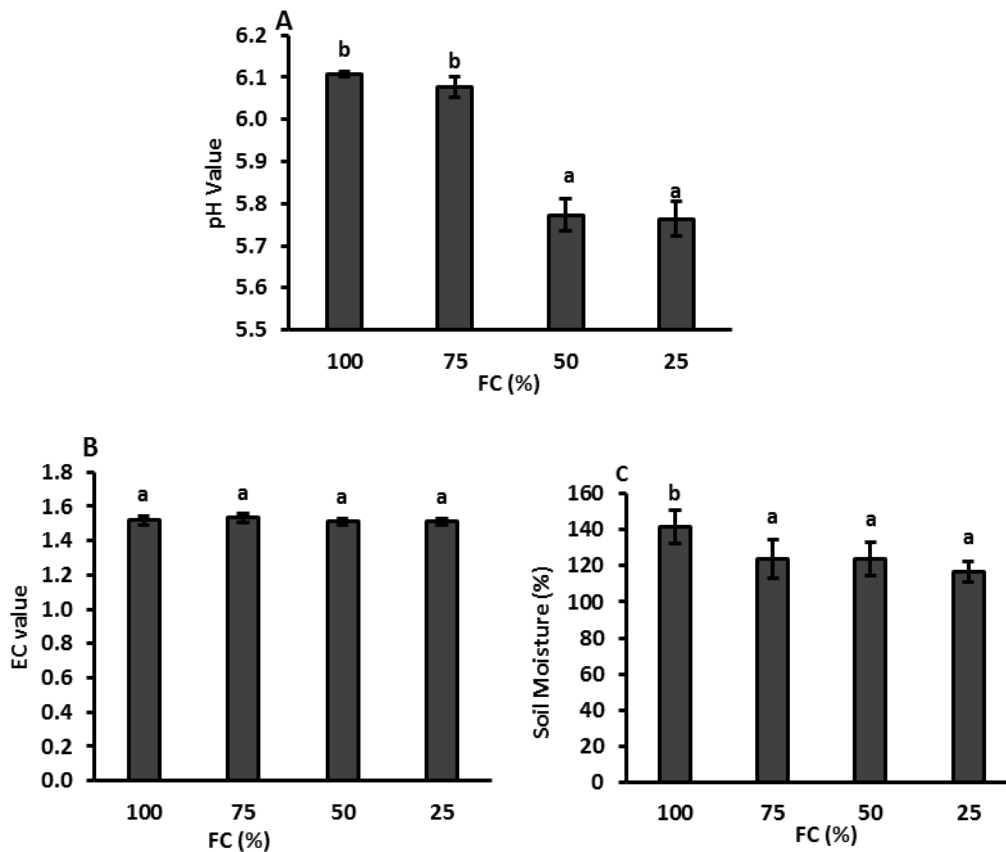 A
6.2
6.1
6.0
5.9
5.8
5.7
5.6
5.5
pH Value
b
b
a
a
100 75 50 25
FC (%)
B
1.8
1.6
1.4
1.2
1.0
0.8
0.6
0.4
0.2
0.0
EC value
a
a
a
a
100 75 50 25
FC (%)
C
160
140
120
100
80
60
40
20
0
Soil Moisture (%)
b
a
a
a
100 75 50 25
FC (%)